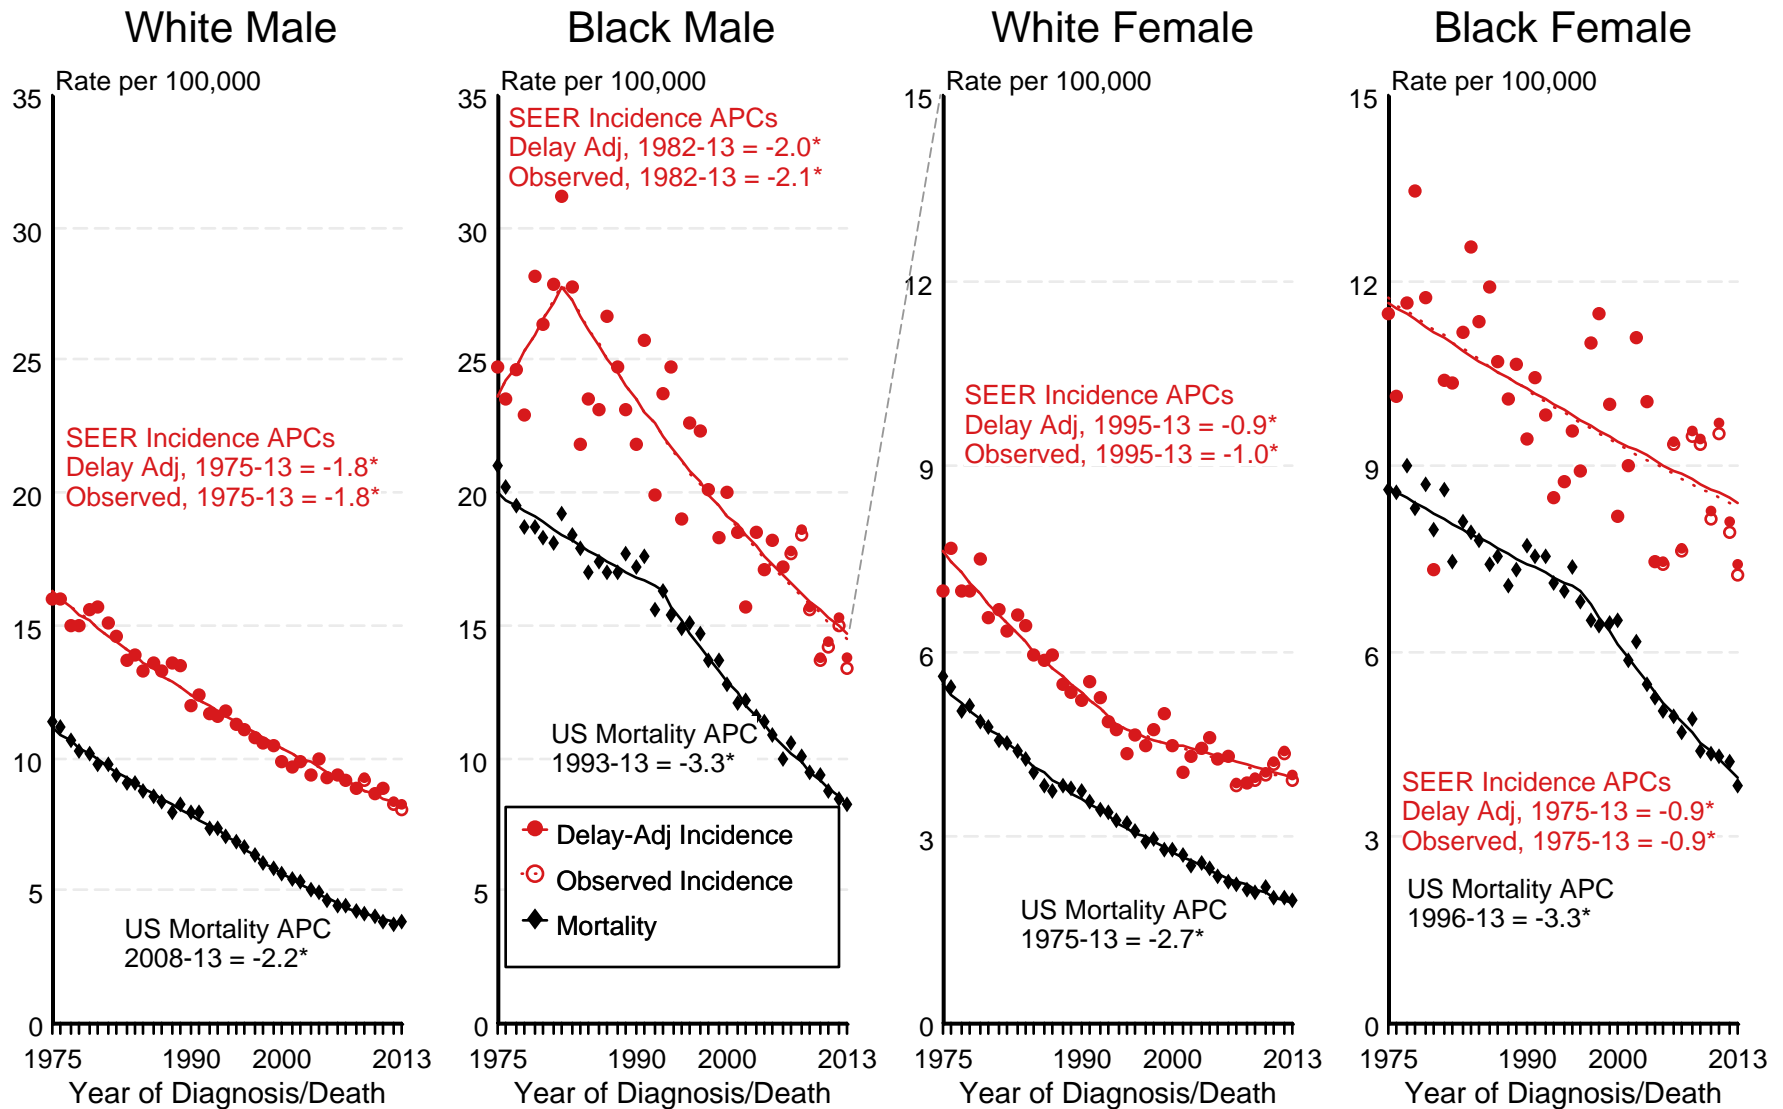 White Male
Rate per 100,000
35
30
25
20
15
10
5
0
SEER Incidence APCs
Delay Adj, 1975-13 = -1.8*
Observed, 1975-13 = -1.8*
US Mortality APC
2008-13 = -2.2*
1975 1990 2000 2013
Year of Diagnosis/Death
Black Male
Rate per 100,000
35
30
25
20
15
10
5
0
SEER Incidence APCs
Delay Adj, 1982-13 = -2.0*
Observed, 1982-13 = -2.1*
US Mortality APC
1993-13 = -3.3*
Delay-Adj Incidence
Observed Incidence
Mortality
1975 1990 2000 2013
Year of Diagnosis/Death
White Female
Rate per 100,000
15
12
9
6
3
0
SEER Incidence APCs
Delay Adj, 1995-13 = -0.9*
Observed, 1995-13 = -1.0*
US Mortality APC
1975-13 = -2.7*
1975 1990 2000 2013
Year of Diagnosis/Death
Black Female
Rate per 100,000
15
12
9
6
3
0
SEER Incidence APCs
Delay Adj, 1975-13 = -0.9*
Observed, 1975-13 = -0.9*
US Mortality APC
1996-13 = -3.3*
1975 1990 2000 2013
Year of Diagnosis/Death